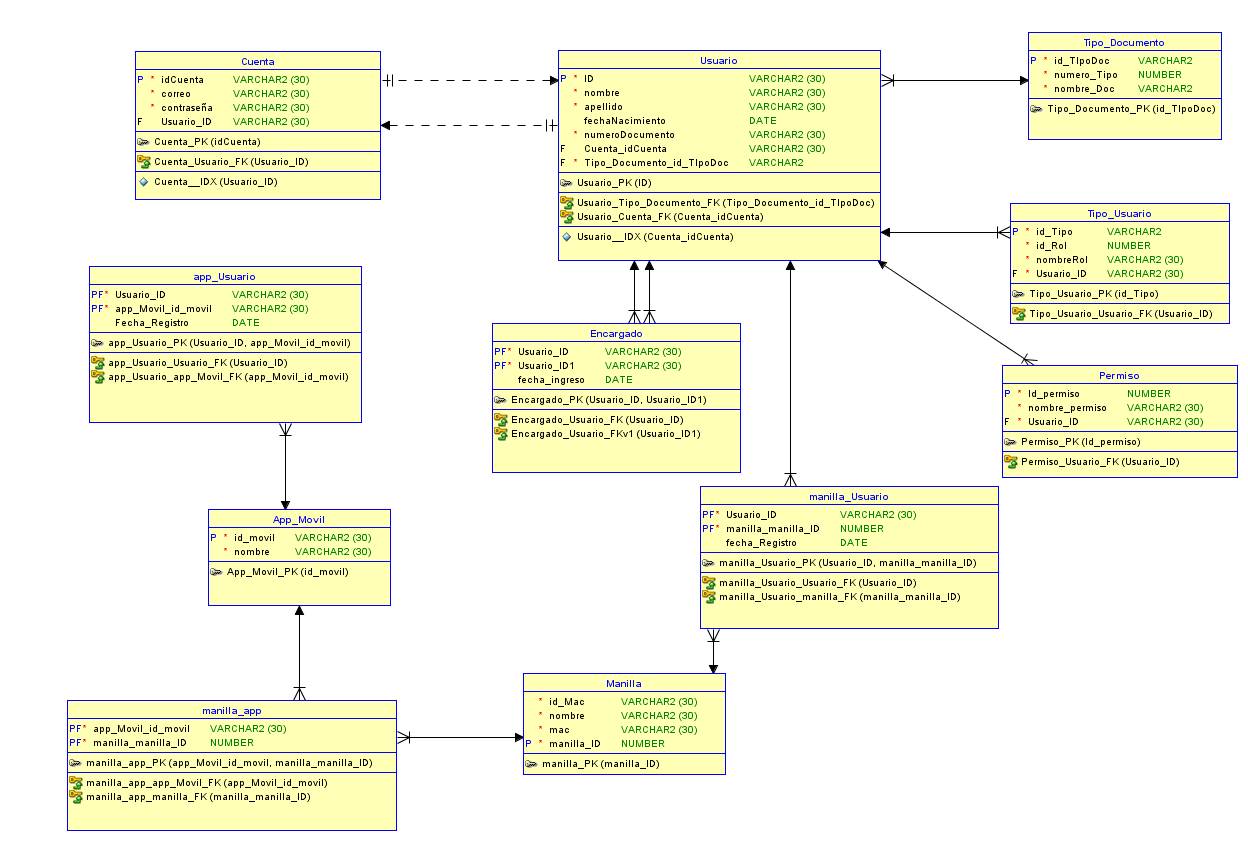 Cuenta
P * idCuenta VARCHAR2 (30)
* correo VARCHAR2 (30)
* contraseña VARCHAR2 (30)
F Usuario_ID VARCHAR2 (30)
Cuenta_PK (idCuenta)
Cuenta_Usuario_FK (Usuario_ID)
Cuenta__IDX (Usuario_ID)
Usuario
P * ID VARCHAR2 (30)
* nombre VARCHAR2 (30)
* apellido VARCHAR2 (30)
fechaNacimiento DATE
* numeroDocumento VARCHAR2 (30)
F Cuenta_idCuenta VARCHAR2 (30)
F * Tipo_Documento_id_TIpoDoc VARCHAR2
Usuario_PK (ID)
Usuario_Tipo_Documento_FK (Tipo_Documento_id_TIpoDoc)
Usuario_Cuenta_FK (Cuenta_idCuenta)
Usuario__IDX (Cuenta_idCuenta)
Tipo_Documento
P * id_TIpoDoc VARCHAR2
* numero_Tipo NUMBER
* nombre_Doc VARCHAR2
Tipo_Documento_PK (id_TIpoDoc)
Tipo_Usuario
P * id_Tipo VARCHAR2
* id_Rol NUMBER
* nombreRol VARCHAR2 (30)
F * Usuario_ID VARCHAR2 (30)
Tipo_Usuario_PK (id_Tipo)
Tipo_Usuario_Usuario_FK (Usuario_ID)
app_Usuario
PF* Usuario_ID VARCHAR2 (30)
PF* app_Movil_id_movil VARCHAR2 (30)
Fecha_Registro DATE
app_Usuario_PK (Usuario_ID, app_Movil_id_movil)
app_Usuario_Usuario_FK (Usuario_ID)
app_Usuario_app_Movil_FK (app_Movil_id_movil)
Encargado
PF* Usuario_ID VARCHAR2 (30)
PF* Usuario_ID1 VARCHAR2 (30)
fecha_ingreso DATE
Encargado_PK (Usuario_ID, Usuario_ID1)
Encargado_Usuario_FK (Usuario_ID)
Encargado_Usuario_FKv1 (Usuario_ID1)
Permiso
P * Id_permiso NUMBER
* nombre_permiso VARCHAR2 (30)
F * Usuario_ID VARCHAR2 (30)
Permiso_PK (Id_permiso)
Permiso_Usuario_FK (Usuario_ID)
App_Movil
P * id_movil VARCHAR2 (30)
* nombre VARCHAR2 (30)
App_Movil_PK (id_movil)
manilla_Usuario
PF* Usuario_ID VARCHAR2 (30)
PF* manilla_manilla_ID NUMBER
fecha_Registro DATE
manilla_Usuario_PK (Usuario_ID, manilla_manilla_ID)
manilla_Usuario_Usuario_FK (Usuario_ID)
manilla_Usuario_manilla_FK (manilla_manilla_ID)
manilla_app
PF* app_Movil_id_movil VARCHAR2 (30)
PF* manilla_manilla_ID NUMBER
manilla_app_PK (app_Movil_id_movil, manilla_manilla_ID)
manilla_app_app_Movil_FK (app_Movil_id_movil)
manilla_app_manilla_FK (manilla_manilla_ID)
Manilla
* id_Mac VARCHAR2 (30)
* nombre VARCHAR2 (30)
* mac VARCHAR2 (30)
P * manilla_ID NUMBER
manilla_PK (manilla_ID)